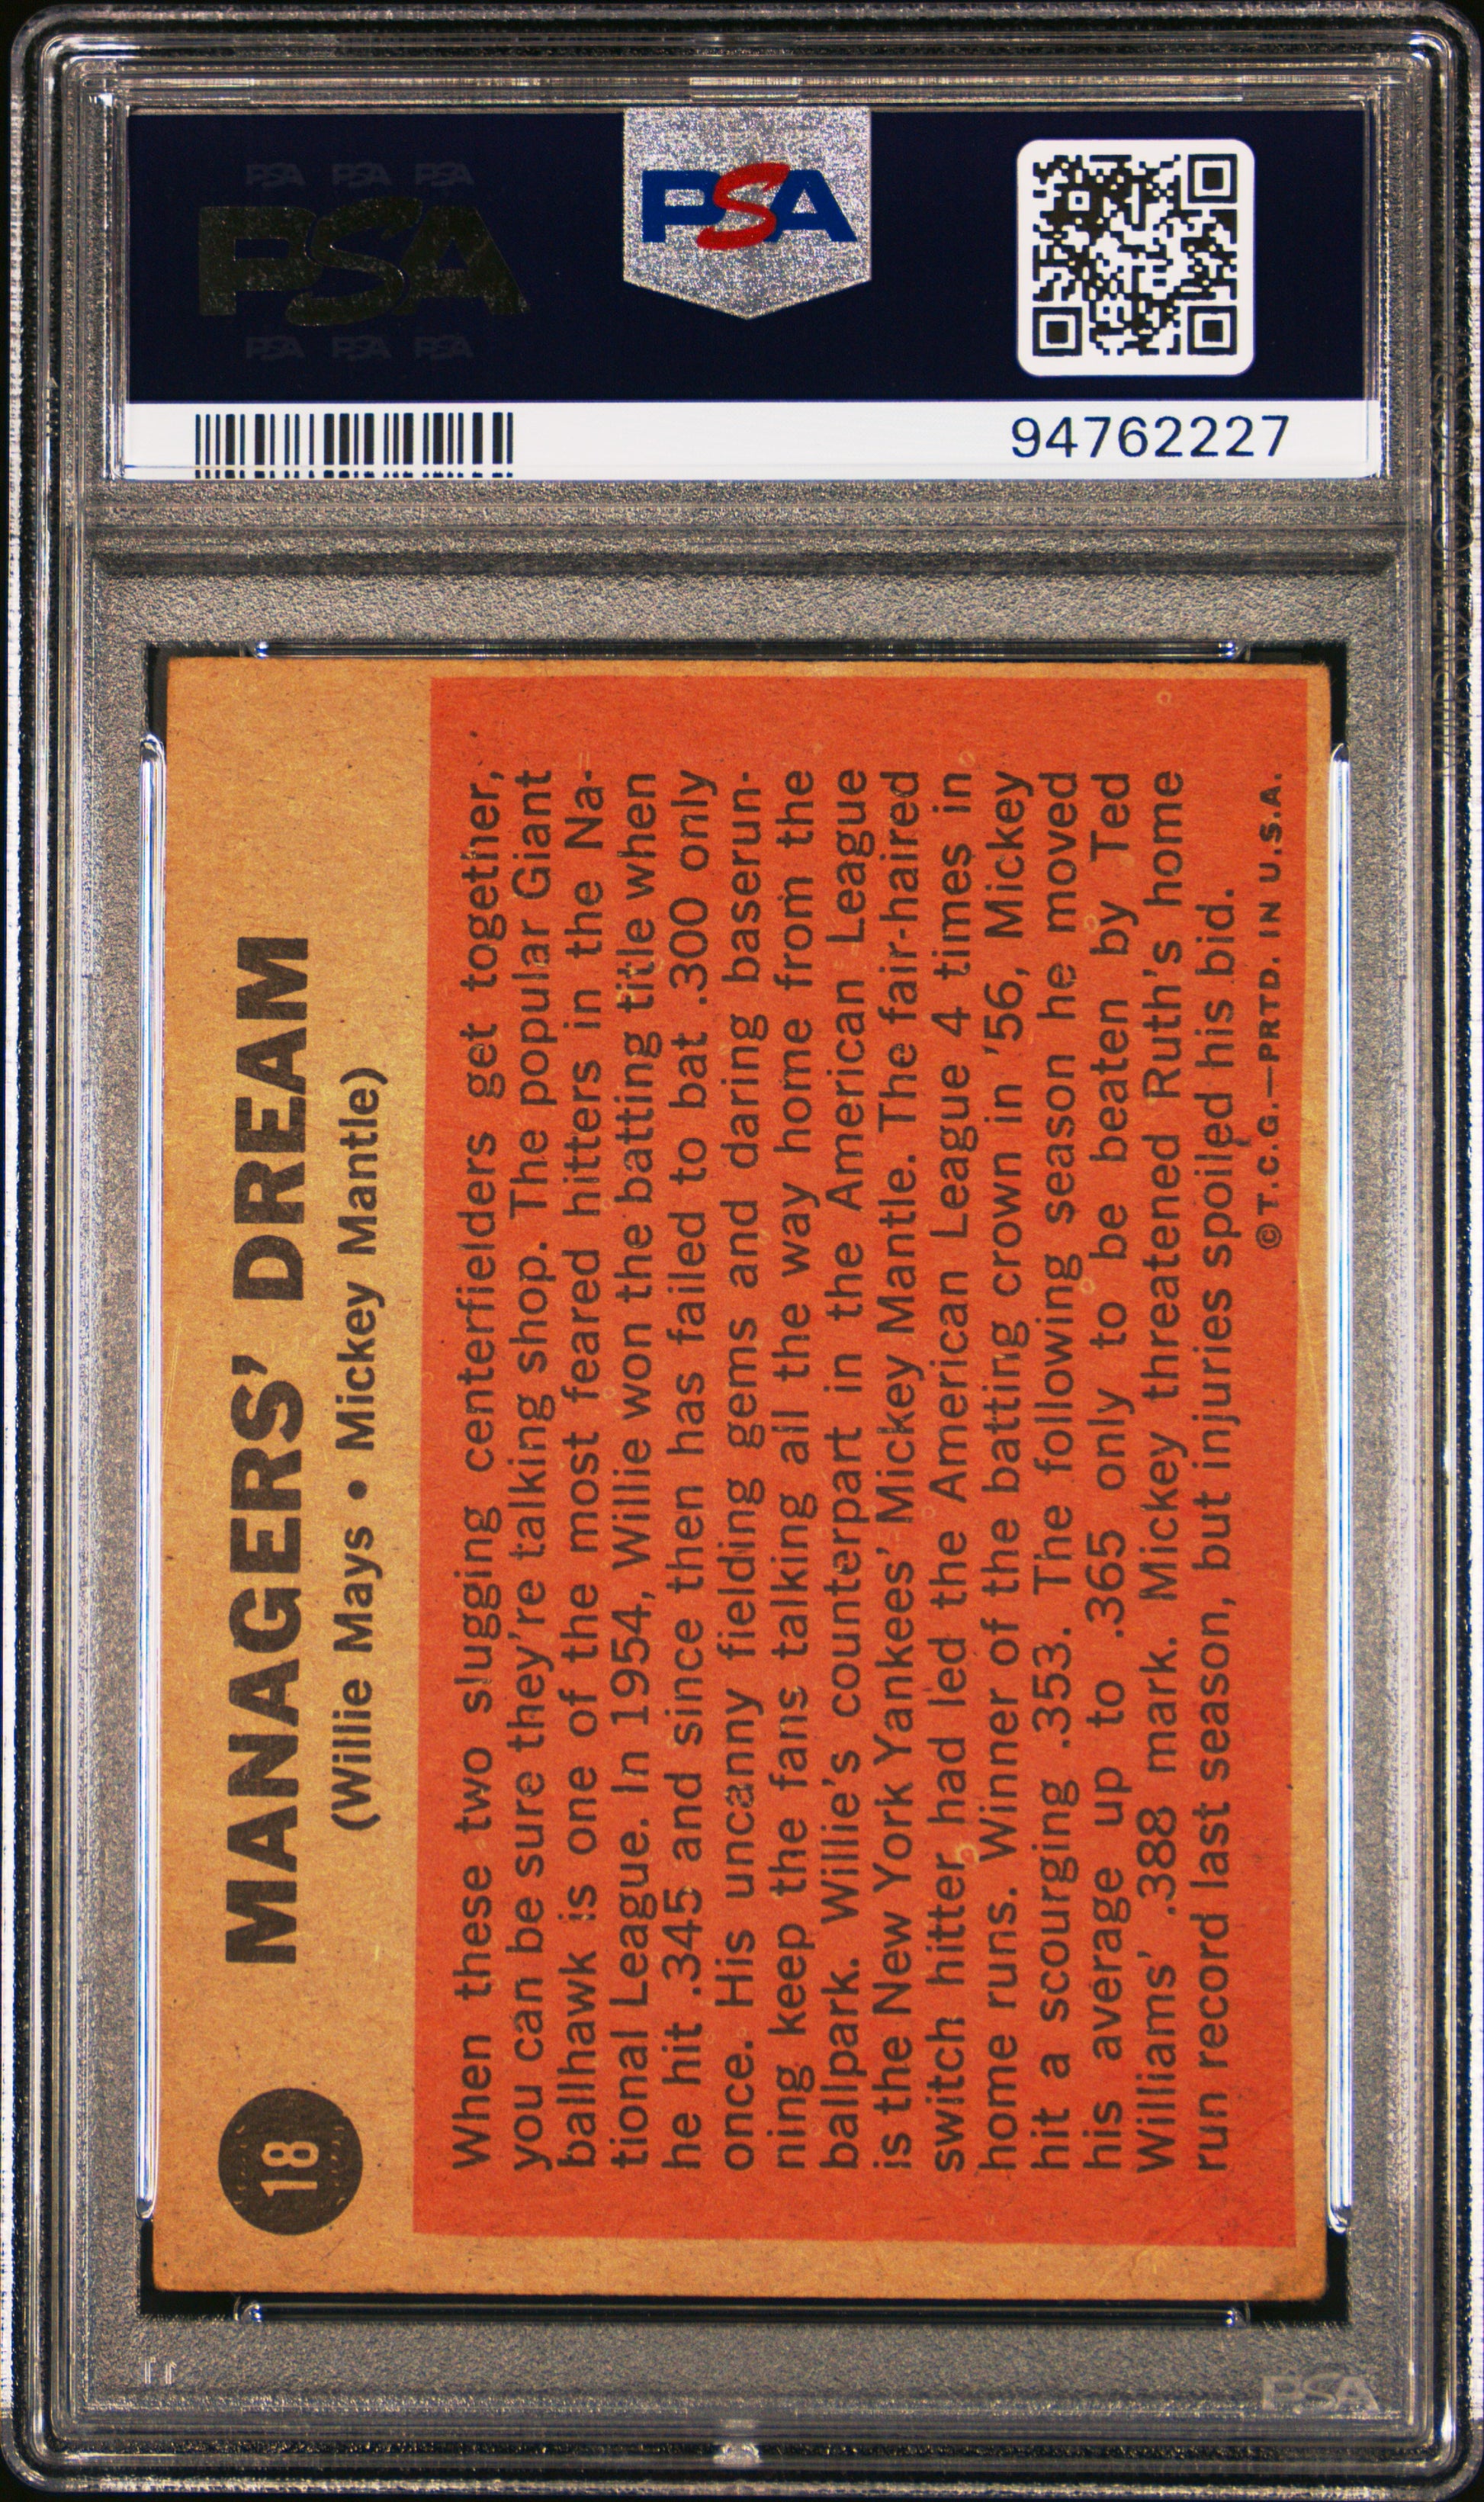 PSA PSA PSA
PSA
PSA PSA PSA
PSA
94762227
18
MANAGERS' DREAM
(Willie Mays • Mickey Mantle)
When these two slugging centerfielders get together,
you can be sure they're talking shop. The popular Giant
ballhawk is one of the most feared hitters in the Na-
tional League. In 1954, Willie won the batting title when
he hit .345 and since then has failed to bat .300 only
once. His uncanny fielding gems and daring baserun-
ning keep the fans talking all the way home from the
ballpark. Willie's counterpart in the American League
is the New York Yankees' Mickey Mantle. The fair-haired
switch hitter had led the American League 4 times in
home runs. Winner of the batting crown in '56, Mickey
hit a scourging .353. The following season he moved
his average up to .365 only to be beaten by Ted
Williams' .388 mark. Mickey threatened Ruth's home
run record last season, but injuries spoiled his bid.
© T.C.G.—PRTD. IN U.S.A.
PSA